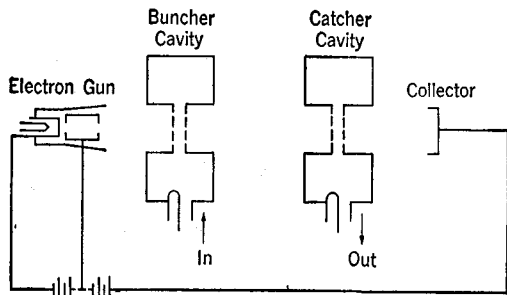 Buncher
Cavity
Catcher
Cavity
Electron Gun
Collector
In
Out